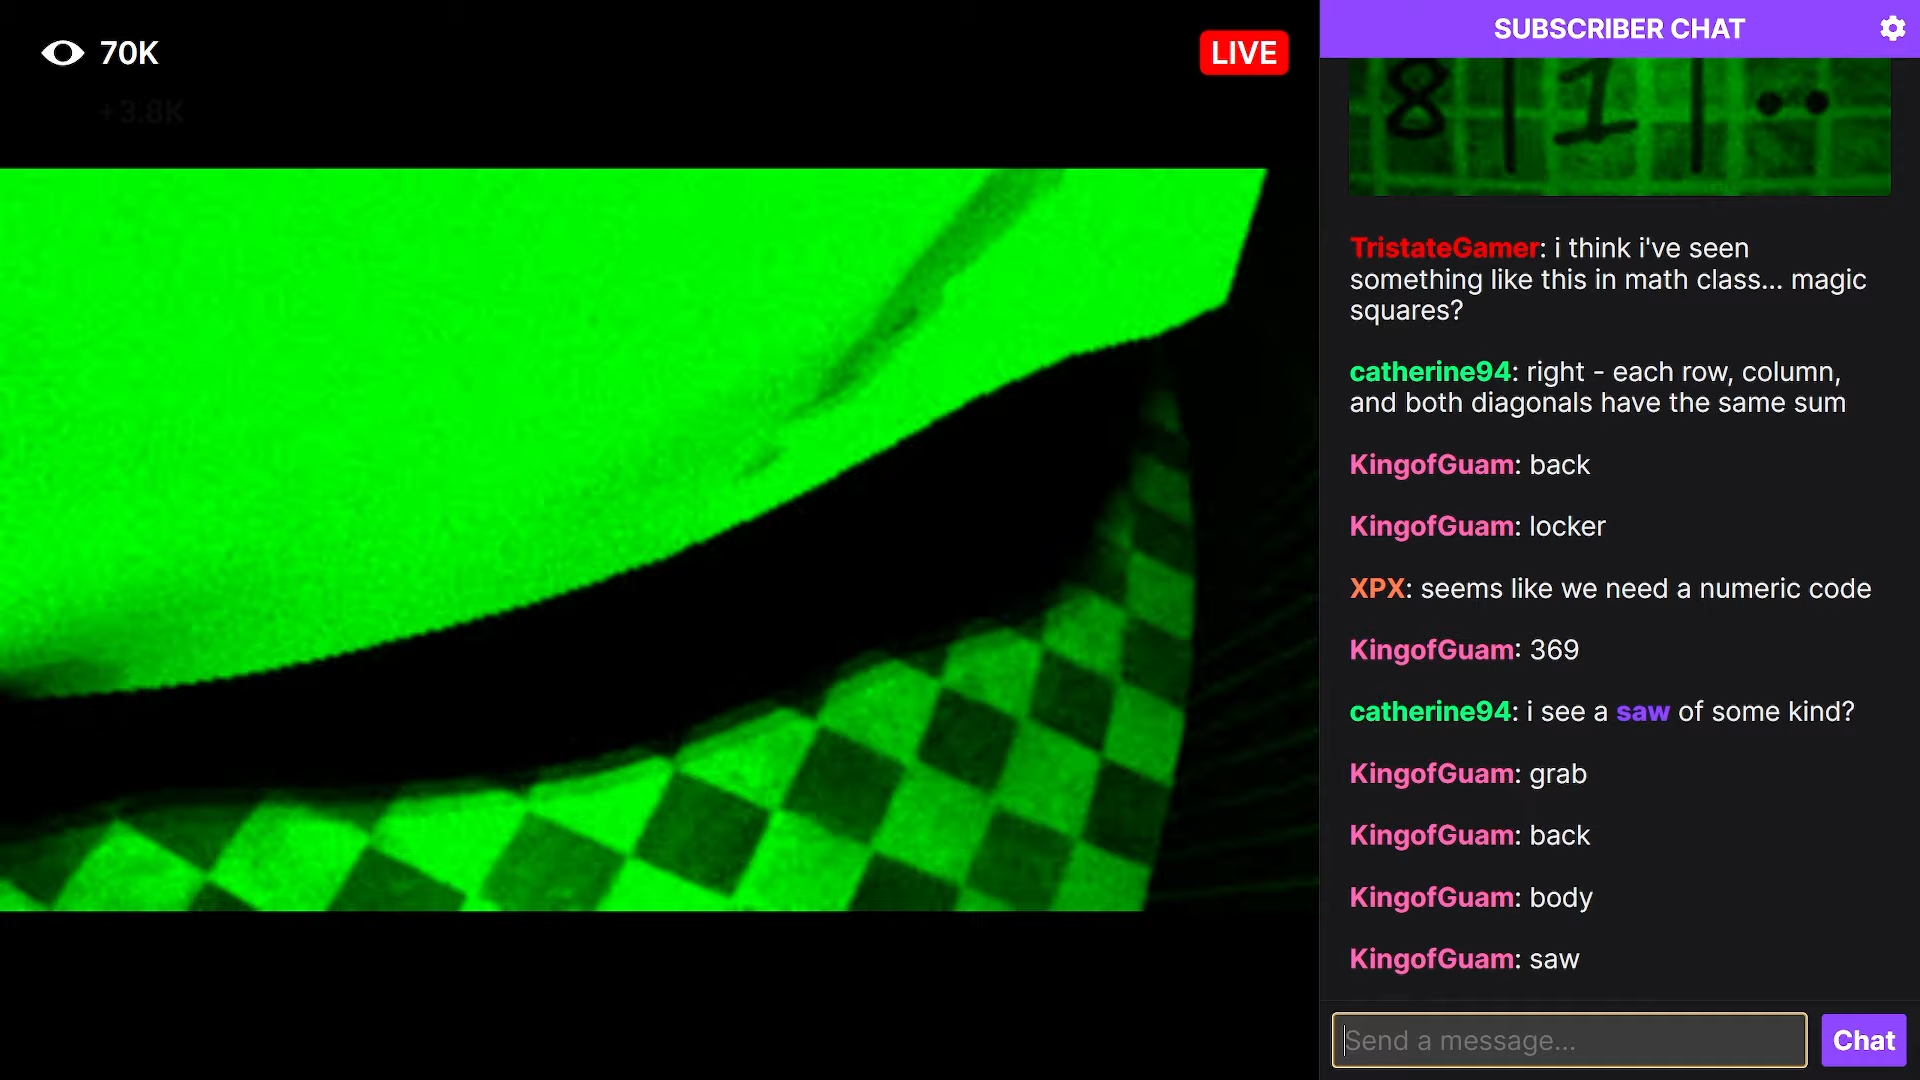 70K
+3.8K
LIVE
SUBSCRIBER CHAT
8 | 1 | ••
TristateGamer: i think i've seen
something like this in math class... magic
squares?
catherine94: right - each row, column,
and both diagonals have the same sum
KingofGuam: back
KingofGuam: locker
XPX: seems like we need a numeric code
KingofGuam: 369
catherine94: i see a saw of some kind?
KingofGuam: grab
KingofGuam: back
KingofGuam: body
KingofGuam: saw
Send a message...
Chat